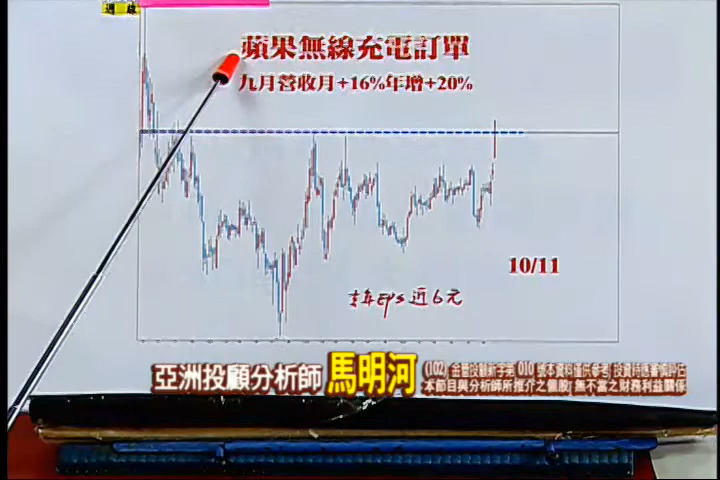 週線
蘋果無線充電訂單
九月營收月+16%年增+20%
10/11
去年EPS近6元
亞洲投顧分析師 馬明河
(102) 金管投顧新字第 010 號本資料僅供參考, 投資時應審慎評估
本節目與分析師所推介之個股, 無不當之財務利益關係